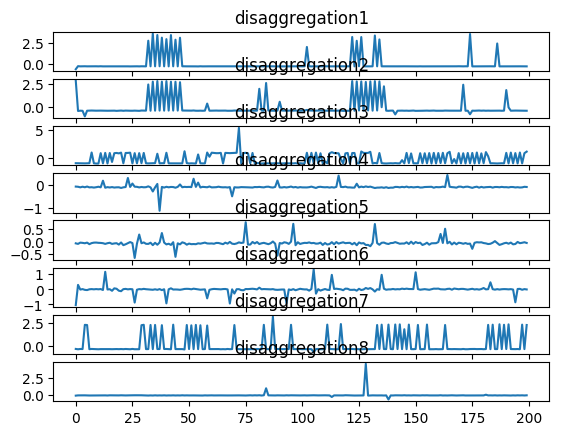 disaggregation1
2.5
0.0
disaggregation2
2.5
0.0
disaggregation3
5
0
disaggregation4
0
−1
disaggregation5
0.5
0.0
−0.5
disaggregation6
1
0
−1
disaggregation7
2.5
0.0
disaggregation8
2.5
0.0
0 25 50 75 100 125 150 175 200